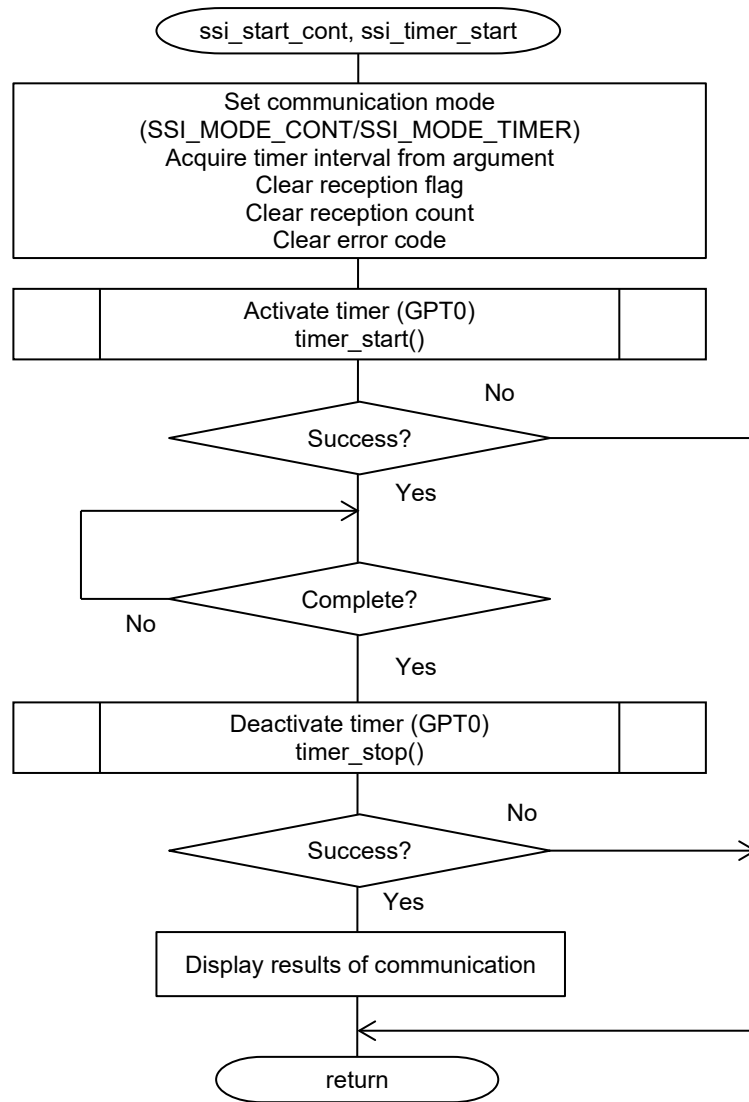 ssi_start_cont, ssi_timer_start
Set communication mode
(SSI_MODE_CONT/SSI_MODE_TIMER)
Acquire timer interval from argument
Clear reception flag
Clear reception count
Clear error code
Activate timer (GPT0)
timer_start()
No
Success?
Yes
Complete?
No
Yes
Deactivate timer (GPT0)
timer_stop()
No
Success?
Yes
Display results of communication
return